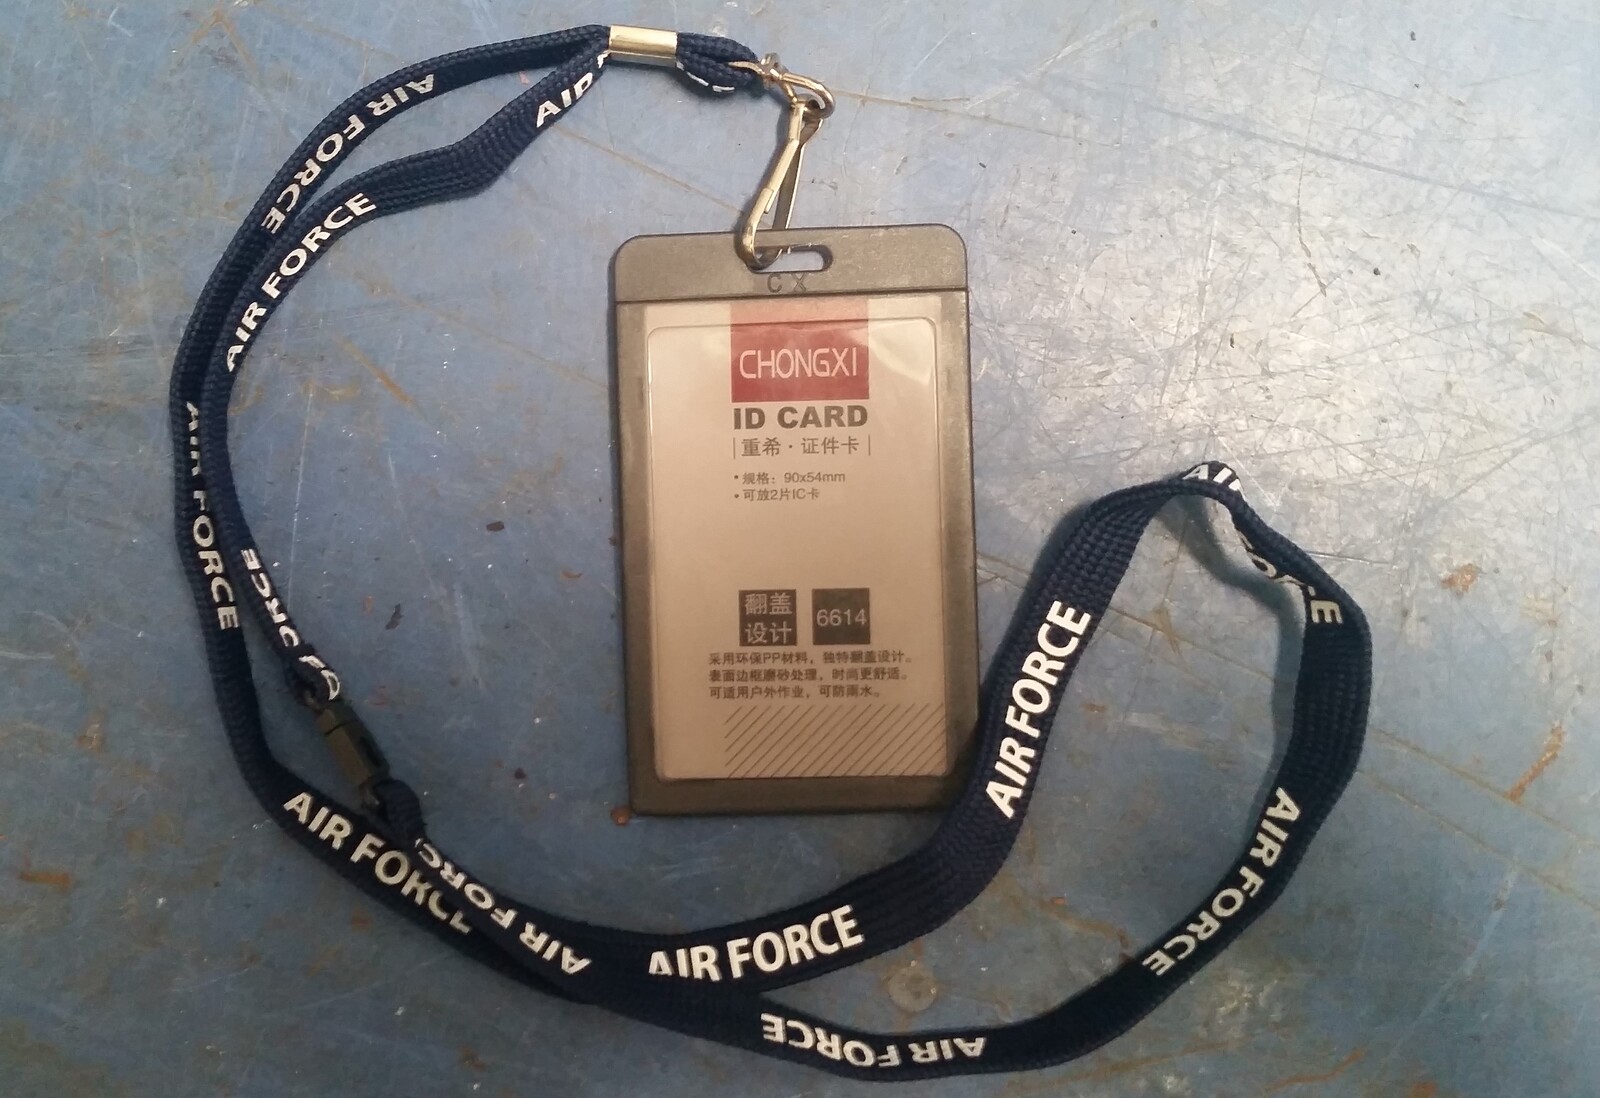 AIR FORCE
AIR
AIR FORCE
CX
CHONGXI
ID CARD
重希·证件卡
• 规格：90x54mm
• 可放2片IC卡
翻盖
设计
6614
采用环保PP材料，独特翻盖设计。
表面边框磨砂处理，时尚更舒适。
可适用户外作业，可防雨水。
AIR FORCE
AIR FORCE
AIR FORCE
AIR FORCE
AIR FORCE
AIR FORCE
AIR FORCE
AIR FORCE